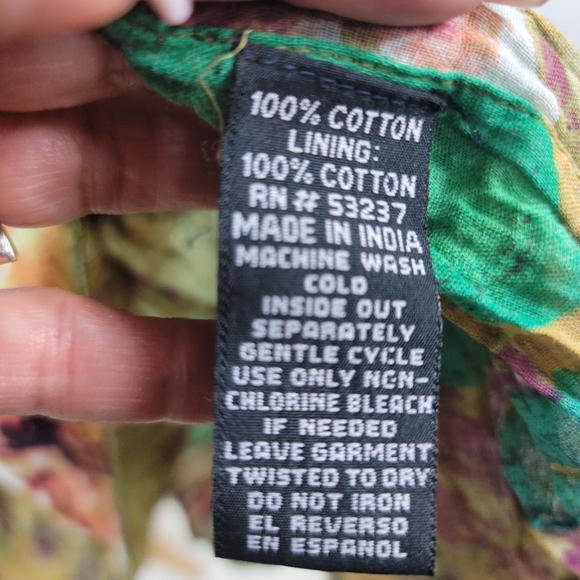 100% COTTON
LINING:
100% COTTON
RN # 53237
MADE IN INDIA
MACHINE WASH
COLD
INSIDE OUT
SEPARATELY
GENTLE CYCLE
USE ONLY NON-
CHLORINE BLEACH
IF NEEDED
LEAVE GARMENT
TWISTED TO DRY
DO NOT IRON
EL REVERSO
EN ESPANOL